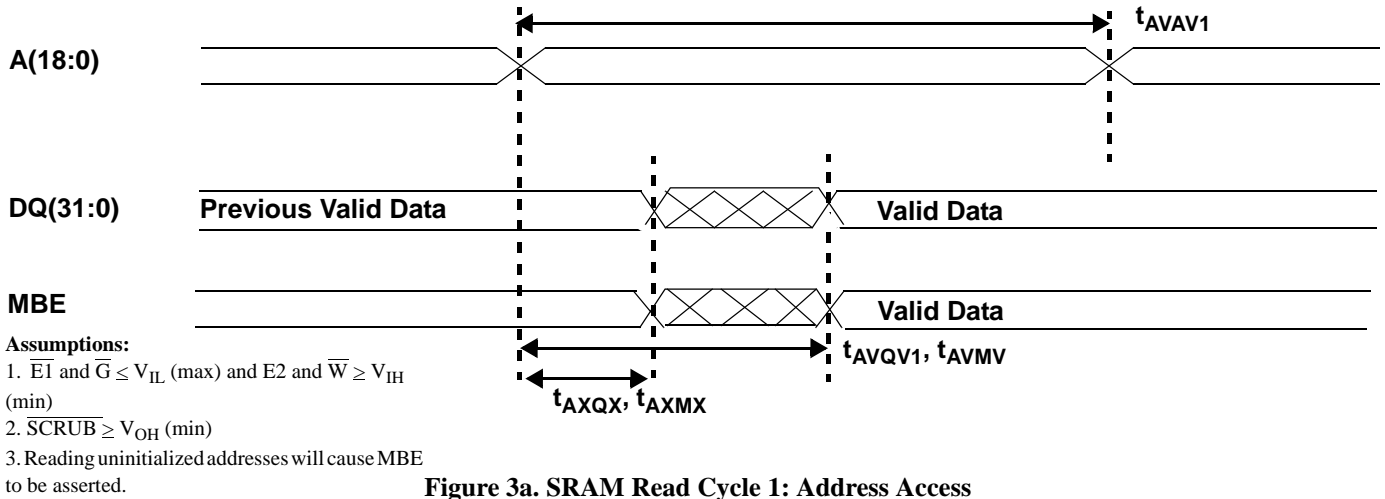 tAVAV1
A(18:0)
DQ(31:0) Previous Valid Data Valid Data
MBE Valid Data
tAVQV1, tAVMV
tAXQX, tAXMX
Assumptions:
1. E̅1̅ and G̅ ≤ VIL (max) and E2 and W̅ ≥ VIH
(min)
2. S̅C̅R̅U̅B̅ ≥ VOH (min)
3. Reading uninitialized addresses will cause MBE
to be asserted.
Figure 3a. SRAM Read Cycle 1: Address Access